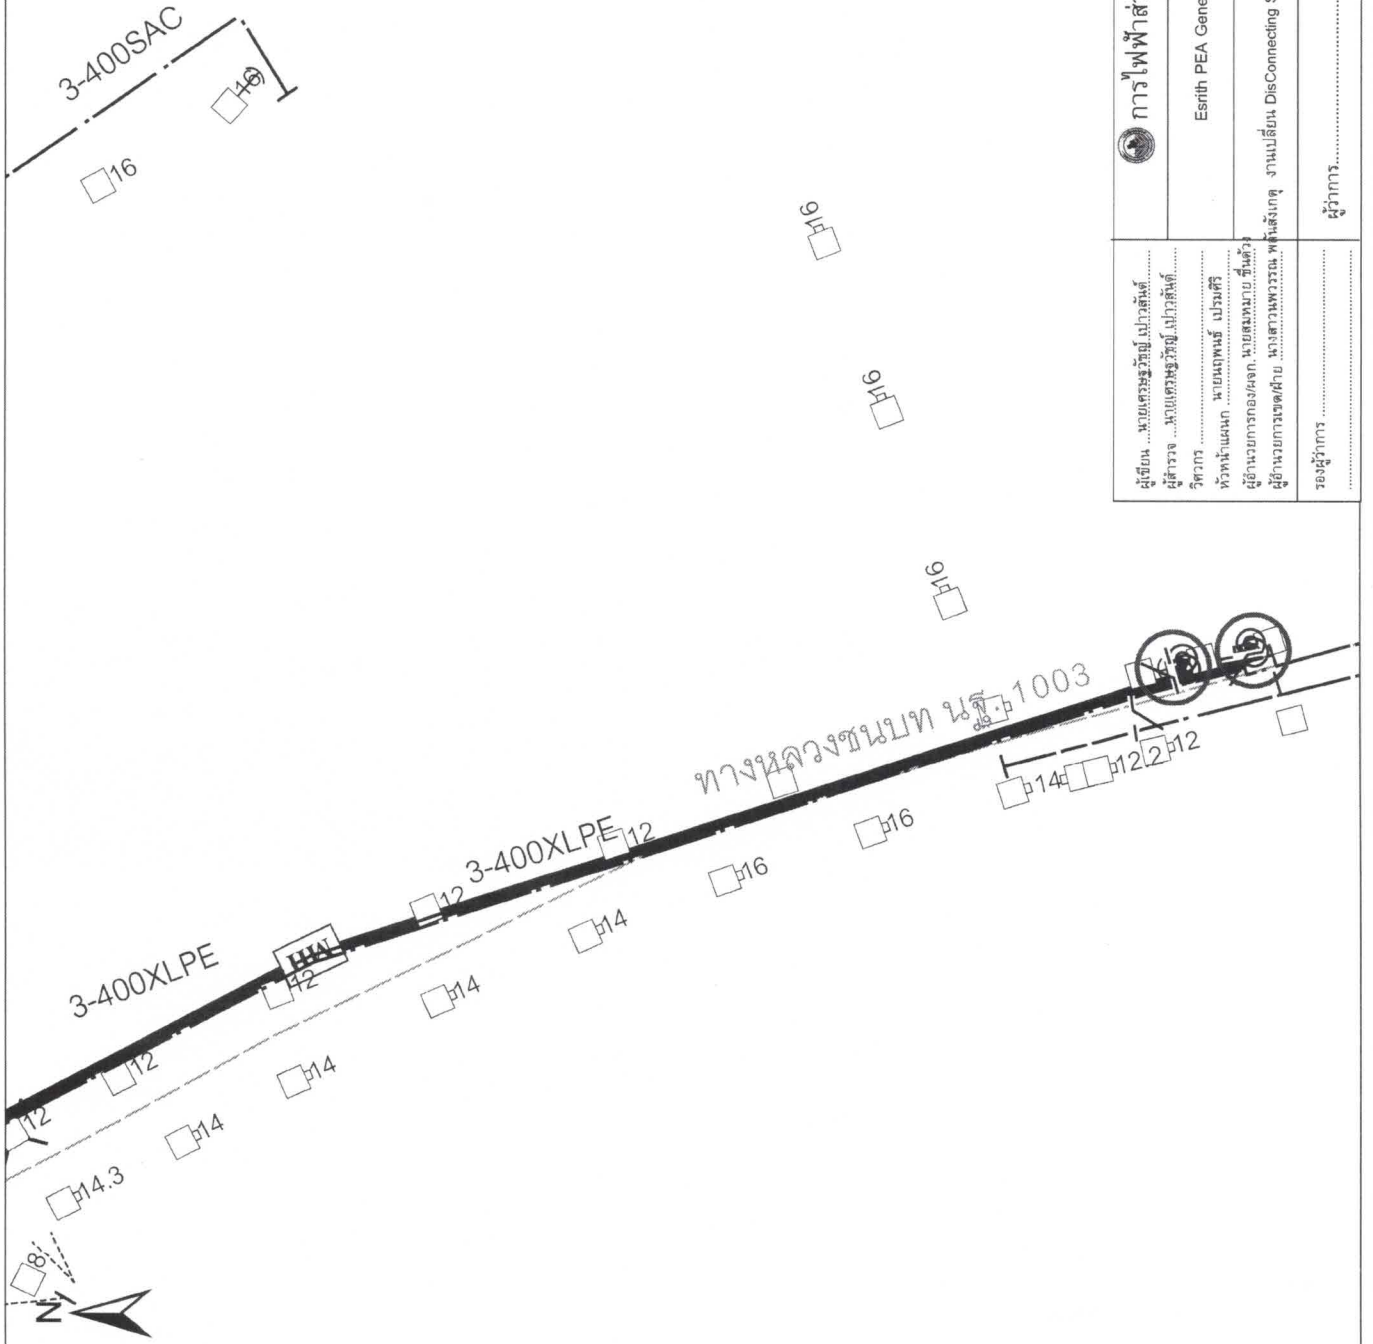 3-400SAC
16
16
16
16
16
ทางหลวงชนบท นฐ. 1003
3-400XLPE
12
12
3-400XLPE
12
12
12
16
16
14
14
14
14
14.3
14
12
12
8
N
การไฟฟ้าส่
Esrith PEA Gene
งานเปลี่ยน DisConnecting S
ผู้ว่าการ
ผู้เขียน นายเศรษฐวิชญ์ เปาวสันต์
ผู้สำรวจ นายเศรษฐวิชญ์ เปาวสันต์
วิศวกร
หัวหน้าแผนก นายนฤพนธ์ เปรมศิริ
ผู้อำนวยการกอง/ผจก. นายสมหมาย ชื่นด้วง
ผู้อำนวยการเขต/ฝ่าย นางสาวนพวรรณ
รองผู้ว่าการ